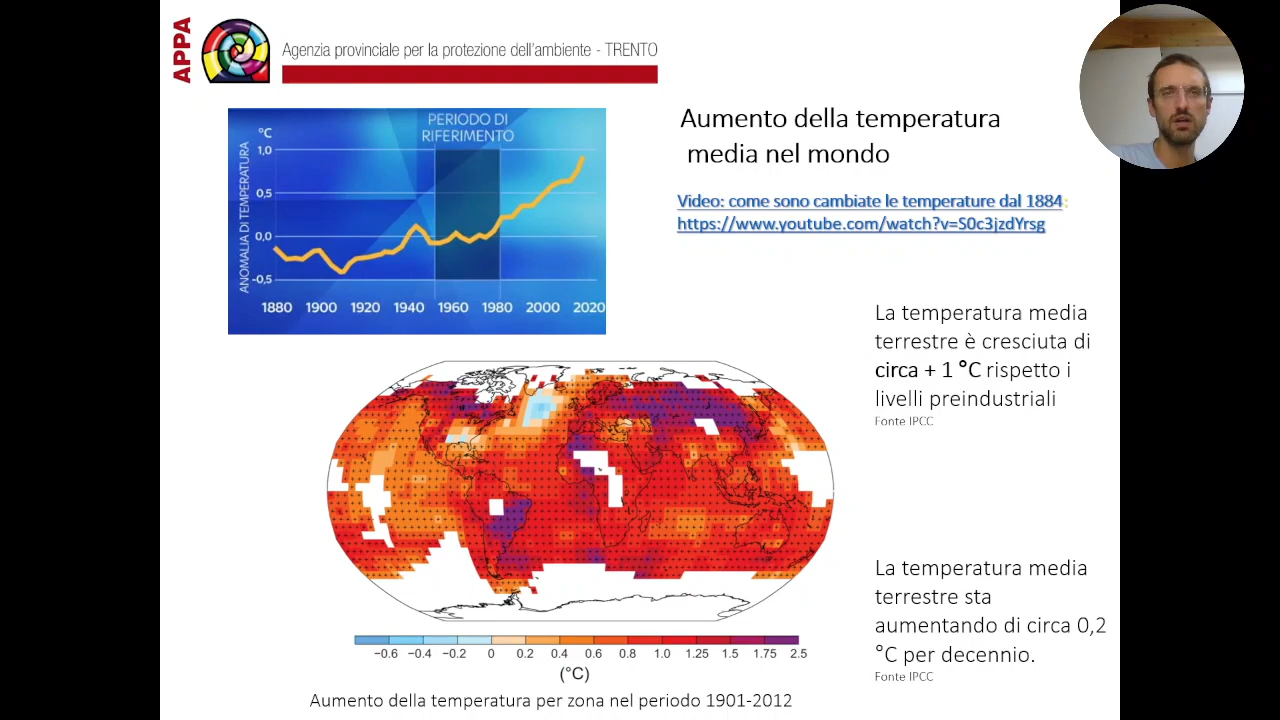 APPA
Agenzia provinciale per la protezione dell'ambiente - TRENTO
PERIODO DI
RIFERIMENTO
°C
1,0
0,5
0,0
-0,5
ANOMALIA DI TEMPERATURA
1880 1900 1920 1940 1960 1980 2000 2020
Aumento della temperatura
media nel mondo
Video: come sono cambiate le temperature dal 1884:
https://www.youtube.com/watch?v=S0c3jzdYrsg
La temperatura media
terrestre è cresciuta di
circa + 1 °C rispetto i
livelli preindustriali
Fonte IPCC
La temperatura media
terrestre sta
aumentando di circa 0,2
°C per decennio.
Fonte IPCC
−0.6 −0.4 −0.2 0 0.2 0.4 0.6 0.8 1.0 1.25 1.5 1.75 2.5
(°C)
Aumento della temperatura per zona nel periodo 1901-2012